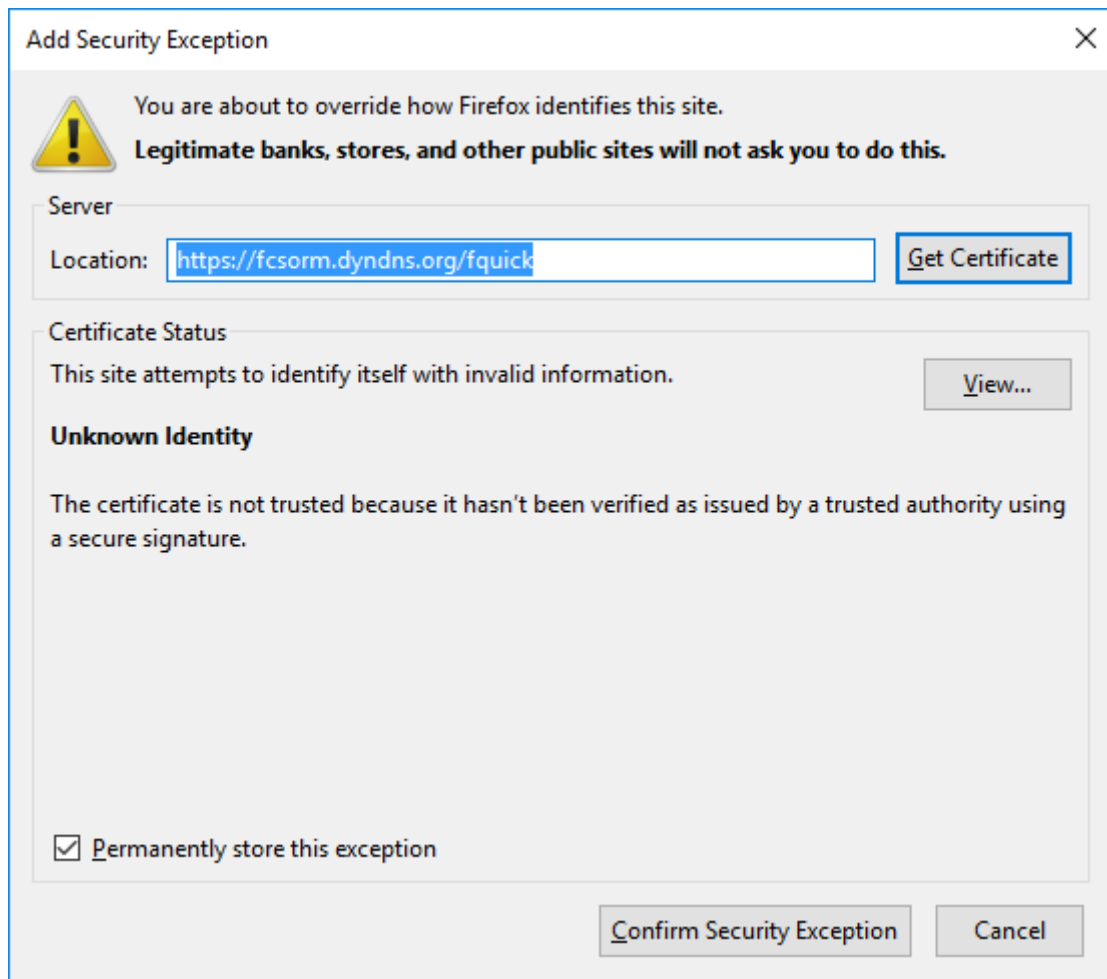 Add Security Exception
You are about to override how Firefox identifies this site.
Legitimate banks, stores, and other public sites will not ask you to do this.
Server
Location:
https://fcsorm.dyndns.org/fquick
Get Certificate
Certificate Status
This site attempts to identify itself with invalid information.
View...
Unknown Identity
The certificate is not trusted because it hasn't been verified as issued by a trusted authority using
a secure signature.
Permanently store this exception
Confirm Security Exception
Cancel